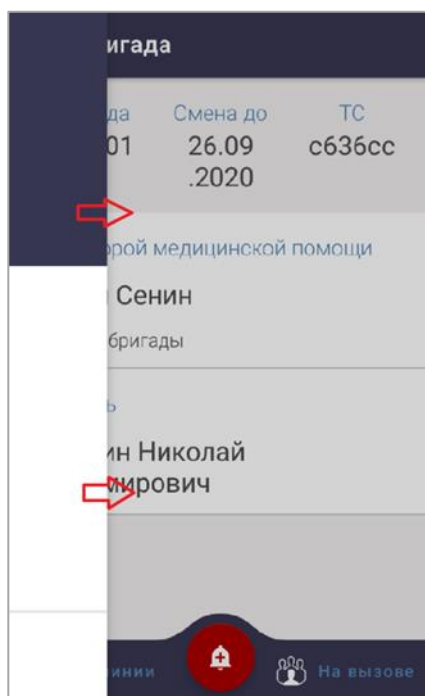 игада
да Смена до ТС
01 26.09 с636сс
.2020
рой медицинской помощи
Сенин
бригады
ь
ин Николай
мирович
инии На вызове